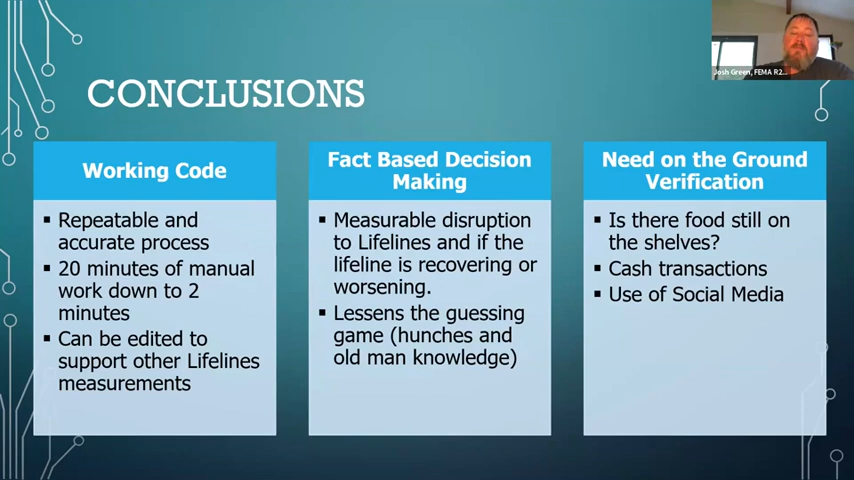 Josh Green, FEMA R2...
CONCLUSIONS
Working Code
▪ Repeatable and
accurate process
▪ 20 minutes of manual
work down to 2
minutes
▪ Can be edited to
support other Lifelines
measurements
Fact Based Decision
Making
▪ Measurable disruption
to Lifelines and if the
lifeline is recovering or
worsening.
▪ Lessens the guessing
game (hunches and
old man knowledge)
Need on the Ground
Verification
▪ Is there food still on
the shelves?
▪ Cash transactions
▪ Use of Social Media